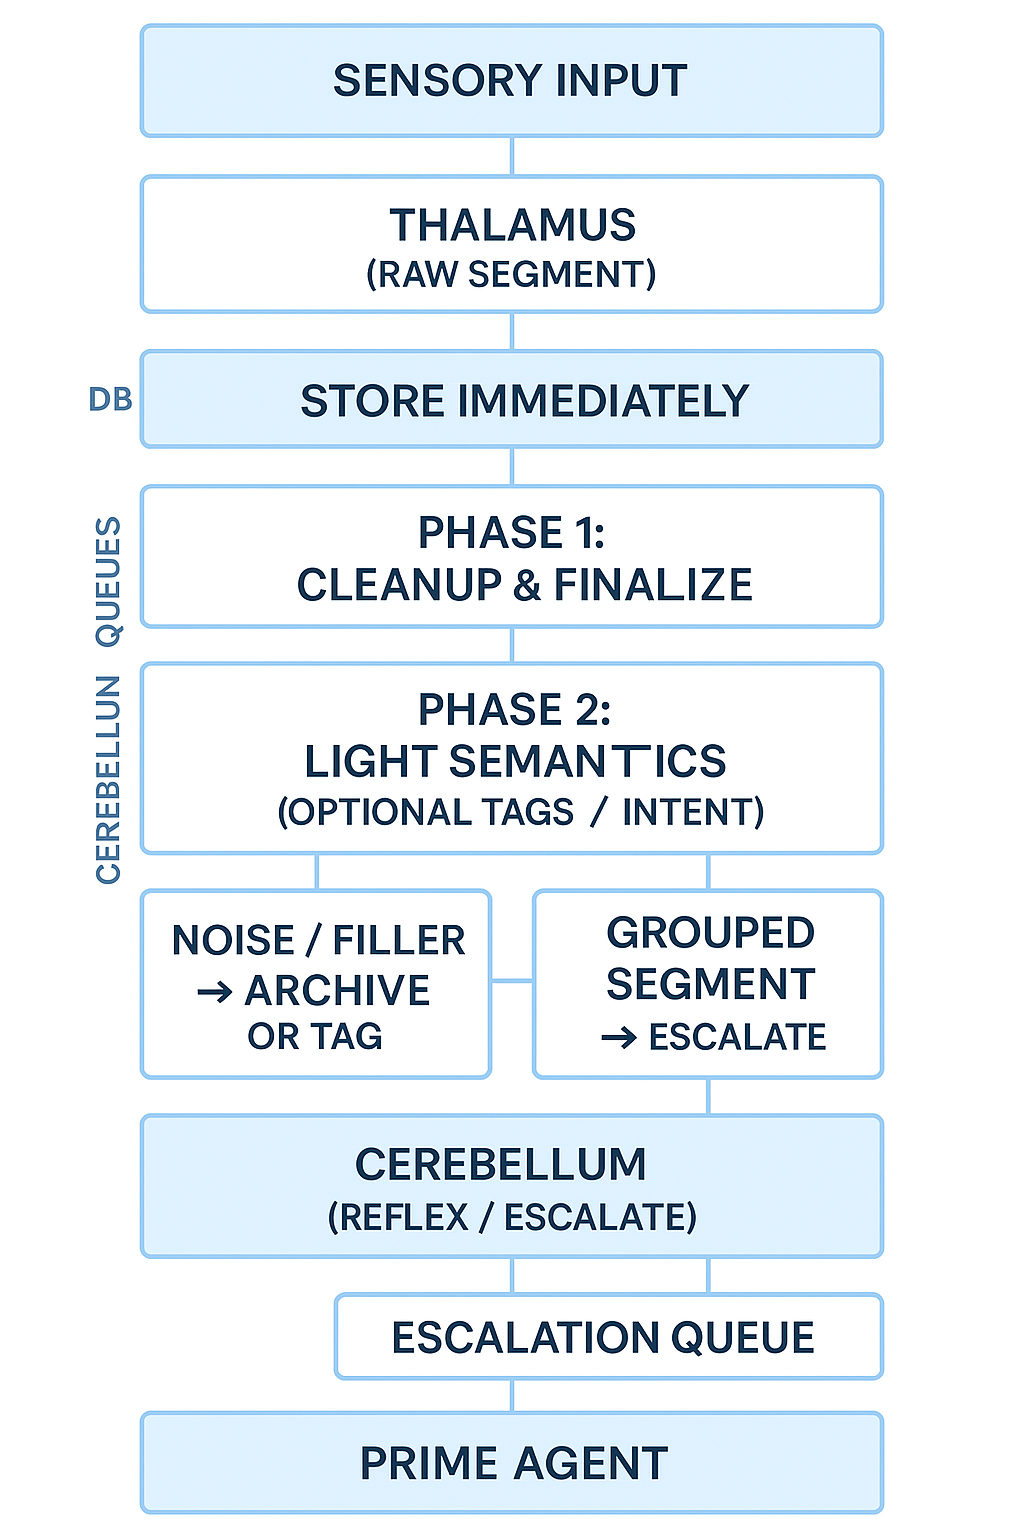 SENSORY INPUT
THALAMUS
(RAW SEGMENT)
DB
STORE IMMEDIATELY
QUEUES
PHASE 1:
CLEANUP & FINALIZE
CEREBELLUN
PHASE 2:
LIGHT SEMANTICS
(OPTIONAL TAGS / INTENT)
NOISE / FILLER
→ ARCHIVE
OR TAG
GROUPED
SEGMENT
→ ESCALATE
CEREBELLUM
(REFLEX / ESCALATE)
ESCALATION QUEUE
PRIME AGENT